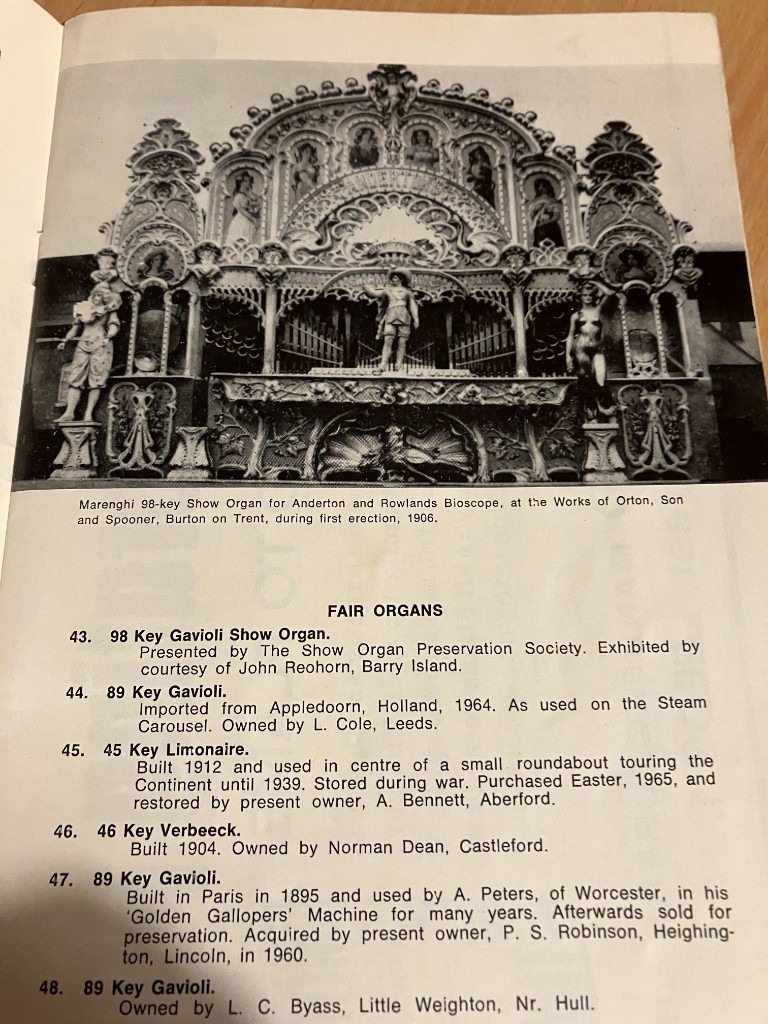 Marenghi 98-key Show Organ for Anderton and Rowlands Bioscope, at the Works of Orton, Son
and Spooner, Burton on Trent, during first erection, 1906.
FAIR ORGANS
43. 98 Key Gavioli Show Organ.
Presented by The Show Organ Preservation Society. Exhibited by
courtesy of John Reohorn, Barry Island.
44. 89 Key Gavioli.
Imported from Appledoorn, Holland, 1964. As used on the Steam
Carousel. Owned by L. Cole, Leeds.
45. 45 Key Limonaire.
Built 1912 and used in centre of a small roundabout touring the
Continent until 1939. Stored during war. Purchased Easter, 1965, and
restored by present owner, A. Bennett, Aberford.
46. 46 Key Verbeeck.
Built 1904. Owned by Norman Dean, Castleford.
47. 89 Key Gavioli.
Built in Paris in 1895 and used by A. Peters, of Worcester, in his
'Golden Gallopers' Machine for many years. Afterwards sold for
preservation. Acquired by present owner, P. S. Robinson, Heighing-
ton, Lincoln, in 1960.
48. 89 Key Gavioli.
Owned by L. C. Byass, Little Weighton, Nr. Hull.